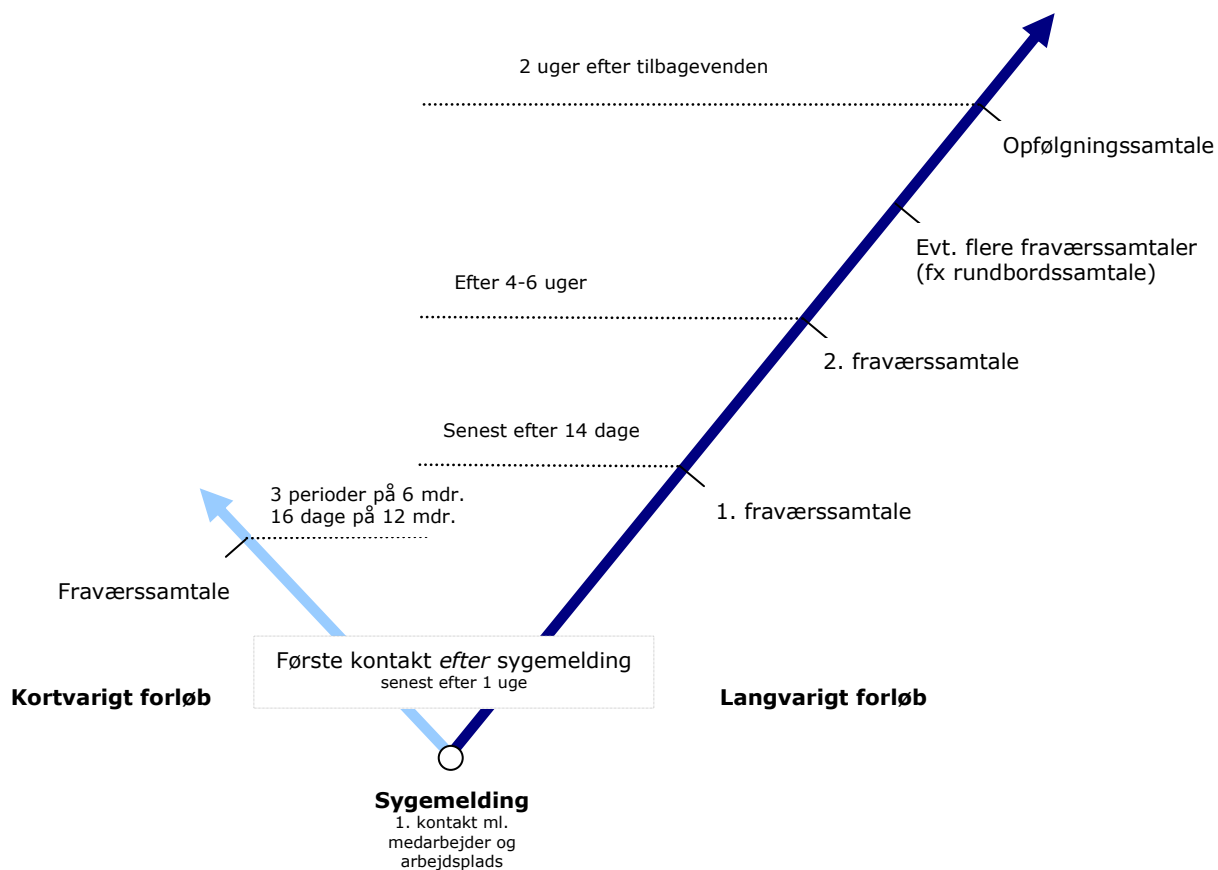 2 uger efter tilbagevenden
Opfølgningssamtale
Evt. flere fraværssamtaler
(fx rundbordssamtale)
Efter 4-6 uger
2. fraværssamtale
Senest efter 14 dage
1. fraværssamtale
3 perioder på 6 mdr.
16 dage på 12 mdr.
Fraværssamtale
Første kontakt efter sygemelding
senest efter 1 uge
Kortvarigt forløb
Langvarigt forløb
Sygemelding
1. kontakt ml.
medarbejder og
arbejdsplads